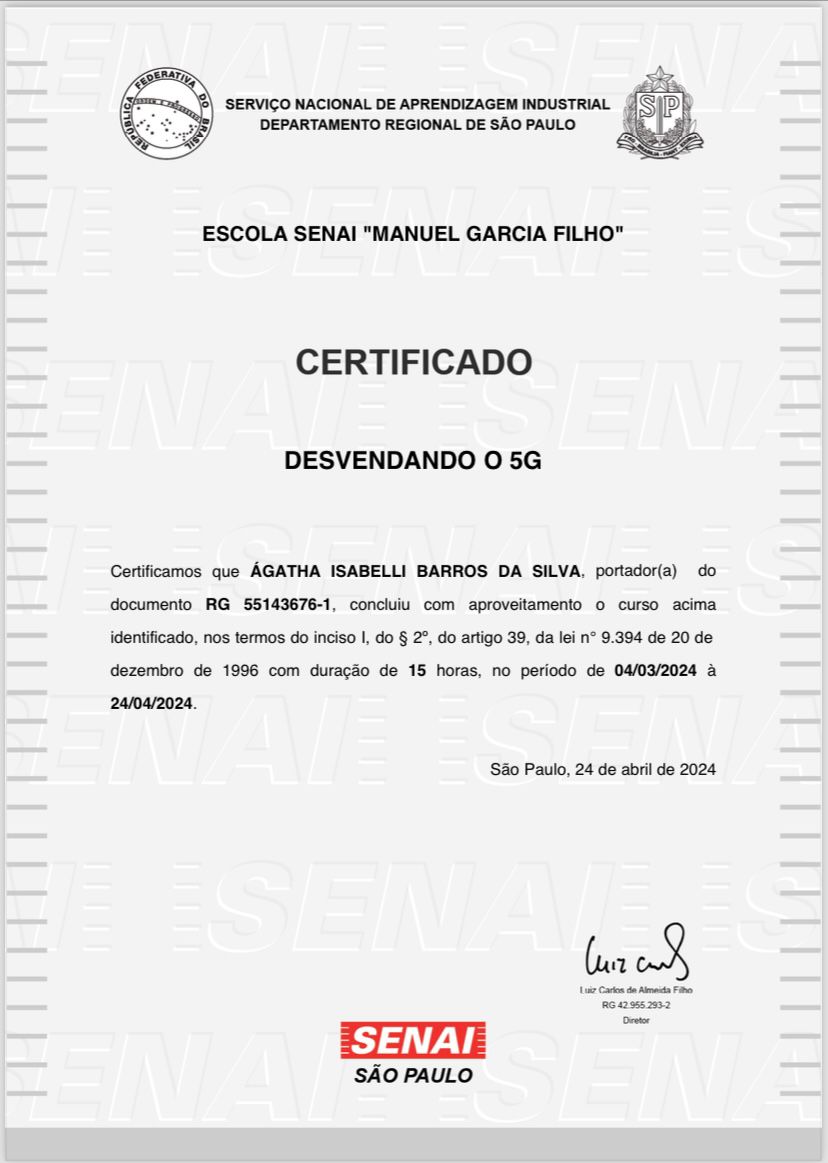 REPÚBLICA FEDERATIVA DO BRASIL
ORDEM E PROGRESSO
SERVIÇO NACIONAL DE APRENDIZAGEM INDUSTRIAL
DEPARTAMENTO REGIONAL DE SÃO PAULO
SP
ESCOLA SENAI "MANUEL GARCIA FILHO"
CERTIFICADO
DESVENDANDO O 5G
Certificamos que ÁGATHA ISABELLI BARROS DA SILVA, portador(a) do
documento RG 55143676-1, concluiu com aproveitamento o curso acima
identificado, nos termos do inciso I, do § 2º, do artigo 39, da lei n° 9.394 de 20 de
dezembro de 1996 com duração de 15 horas, no período de 04/03/2024 à
24/04/2024.
São Paulo, 24 de abril de 2024
Luiz Carlos de Almeida Filho
RG 42.955.293-2
Diretor
SENAI
SÃO PAULO